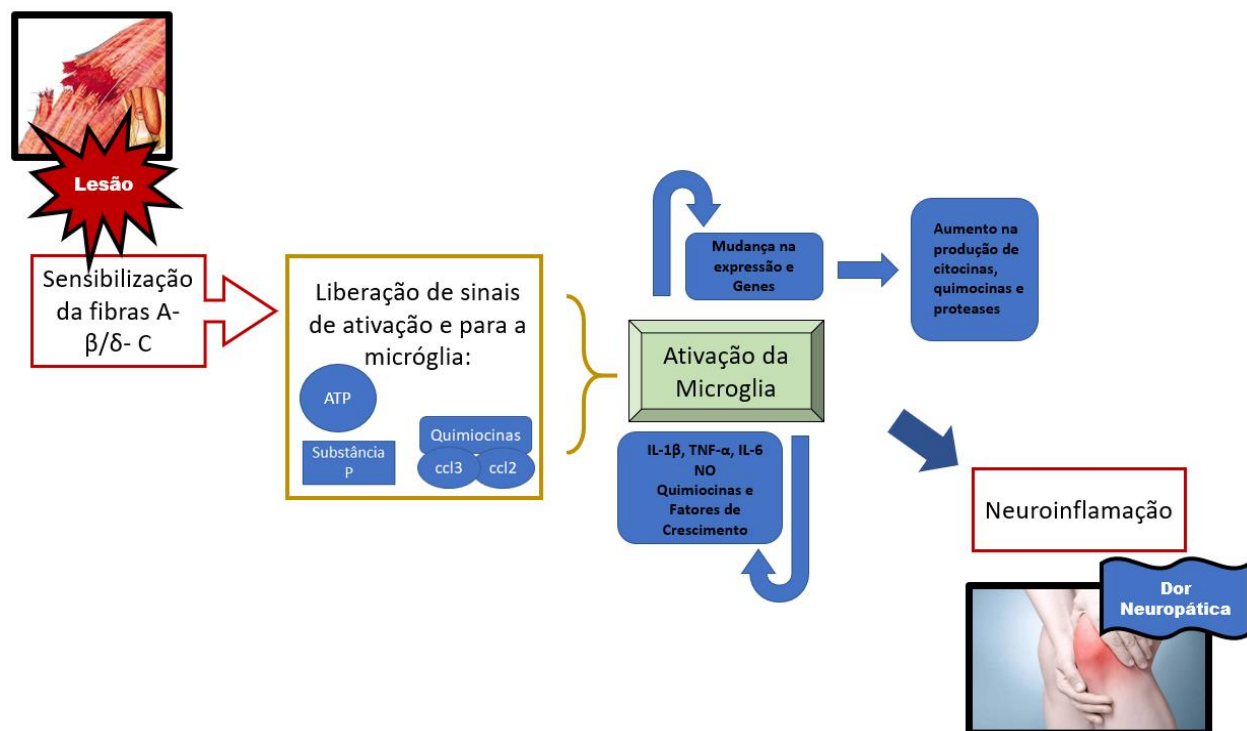 Lesão
Sensibilização
da fibras A-
β/δ- C
Liberação de sinais
de ativação e para a
micróglia:
ATP
Substância
P
Quimiocinas
ccl3
ccl2
Mudança na
expressão e
Genes
Aumento na
produção de
citocinas,
quimocinas e
proteases
Ativação da
Microglia
IL-1β, TNF-α, IL-6
NO
Quimiocinas e
Fatores de
Crescimento
Neuroinflamação
Dor
Neuropática